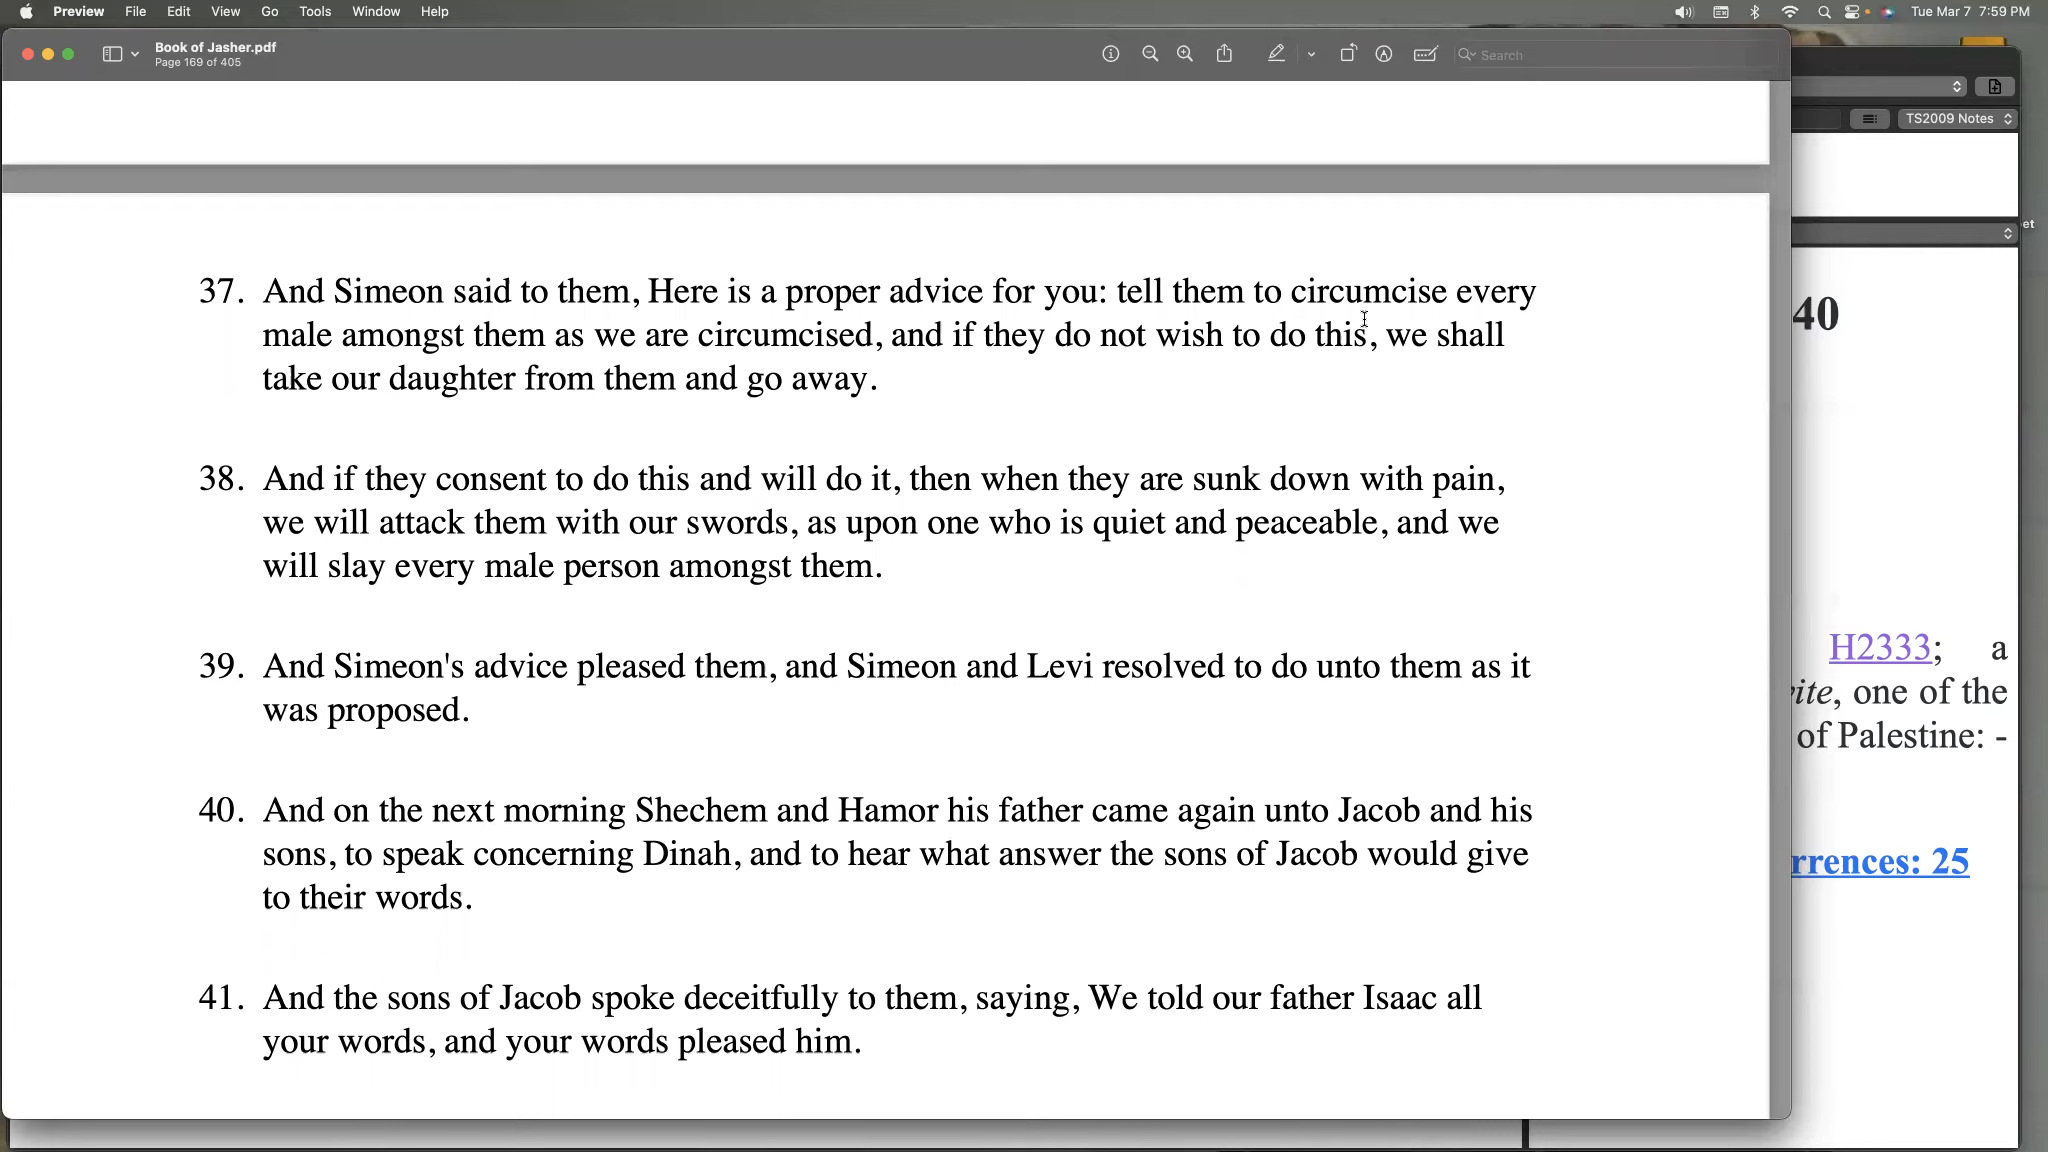 Preview File Edit View Go Tools Window Help
Tue Mar 7 7:59 PM
Book of Jasher.pdf
Page 169 of 405
Search
TS2009 Notes
et
37. And Simeon said to them, Here is a proper advice for you: tell them to circumcise every
male amongst them as we are circumcised, and if they do not wish to do this, we shall
take our daughter from them and go away.
38. And if they consent to do this and will do it, then when they are sunk down with pain,
we will attack them with our swords, as upon one who is quiet and peaceable, and we
will slay every male person amongst them.
39. And Simeon's advice pleased them, and Simeon and Levi resolved to do unto them as it
was proposed.
40. And on the next morning Shechem and Hamor his father came again unto Jacob and his
sons, to speak concerning Dinah, and to hear what answer the sons of Jacob would give
to their words.
41. And the sons of Jacob spoke deceitfully to them, saying, We told our father Isaac all
your words, and your words pleased him.
40
H2333; a
ite, one of the
of Palestine: -
rrences: 25